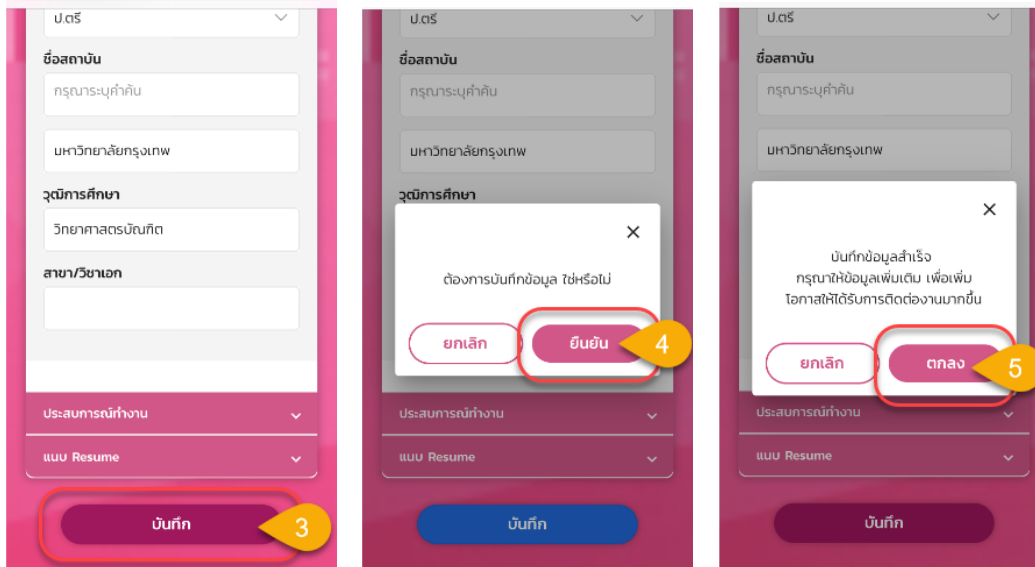 ป.ตรี
ชื่อสถาบัน
กรุณาระบุคำค้น
มหาวิทยาลัยกรุงเทพ
วุฒิการศึกษา
วิทยาศาสตรบัณฑิต
สาขา/วิชาเอก
ประสบการณ์ทำงาน
แนบ Resume
บันทึก
3
ป.ตรี
ชื่อสถาบัน
กรุณาระบุคำค้น
มหาวิทยาลัยกรุงเทพ
วุฒิการศึกษา
ต้องการบันทึกข้อมูล ใช่หรือไม่
ยกเลิก
ยืนยัน
4
ประสบการณ์ทำงาน
แนบ Resume
บันทึก
ป.ตรี
ชื่อสถาบัน
กรุณาระบุคำค้น
มหาวิทยาลัยกรุงเทพ
บันทึกข้อมูลสำเร็จ
กรุณาให้ข้อมูลเพิ่มเติม เพื่อเพิ่ม
โอกาสให้ได้รับการติดต่องานมากขึ้น
ยกเลิก
ตกลง
5
ประสบการณ์ทำงาน
แนบ Resume
บันทึก